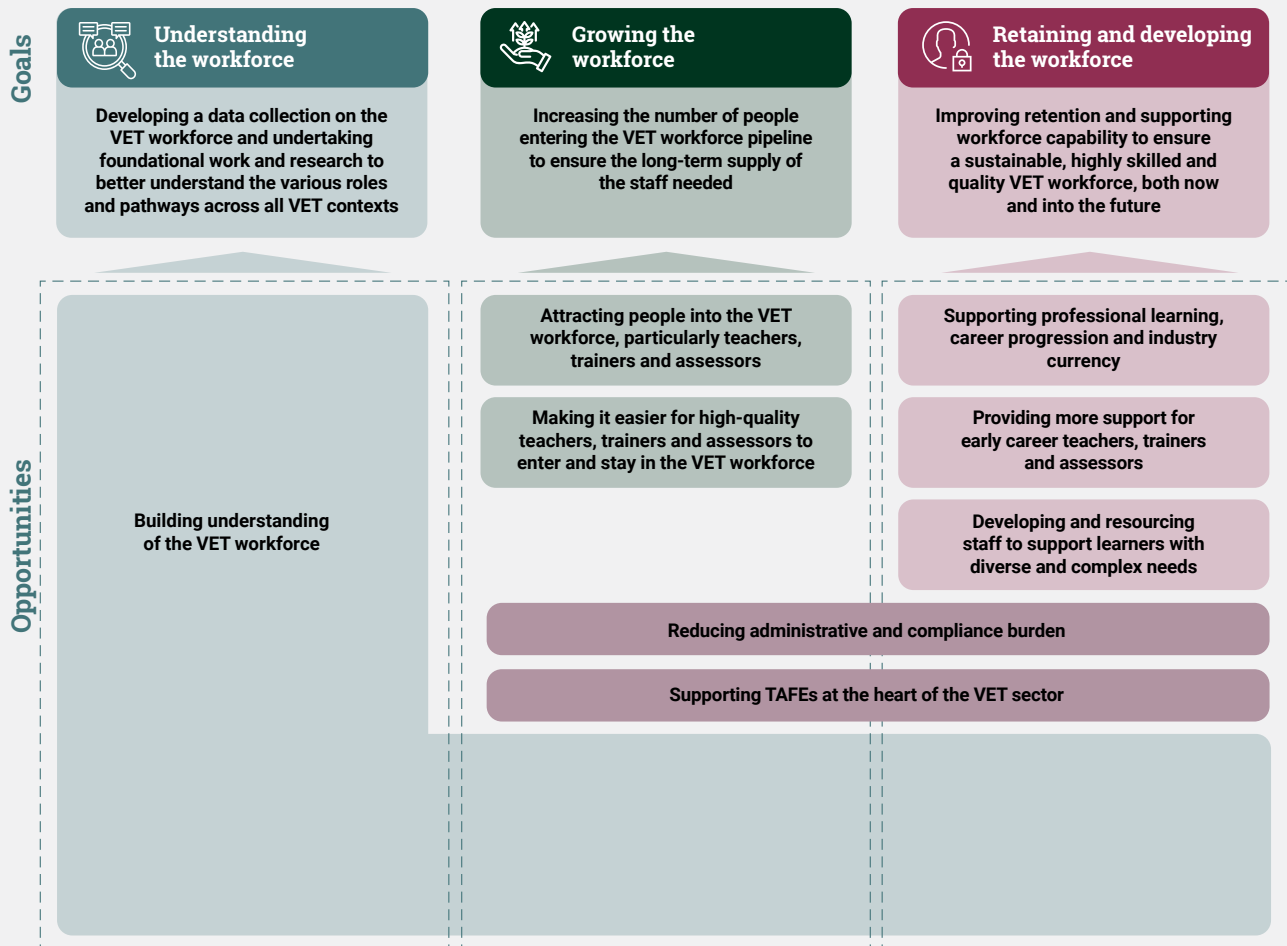 Goals
Understanding
the workforce
Developing a data collection on the
VET workforce and undertaking
foundational work and research to
better understand the various roles
and pathways across all VET contexts
Growing the
workforce
Increasing the number of people
entering the VET workforce pipeline
to ensure the long-term supply of
the staff needed
Retaining and developing
the workforce
Improving retention and supporting
workforce capability to ensure
a sustainable, highly skilled and
quality VET workforce, both now
and into the future
Opportunities
Building understanding
of the VET workforce
Attracting people into the VET
workforce, particularly teachers,
trainers and assessors
Making it easier for high-quality
teachers, trainers and assessors to
enter and stay in the VET workforce
Supporting professional learning,
career progression and industry
currency
Providing more support for
early career teachers, trainers
and assessors
Developing and resourcing
staff to support learners with
diverse and complex needs
Reducing administrative and compliance burden
Supporting TAFEs at the heart of the VET sector